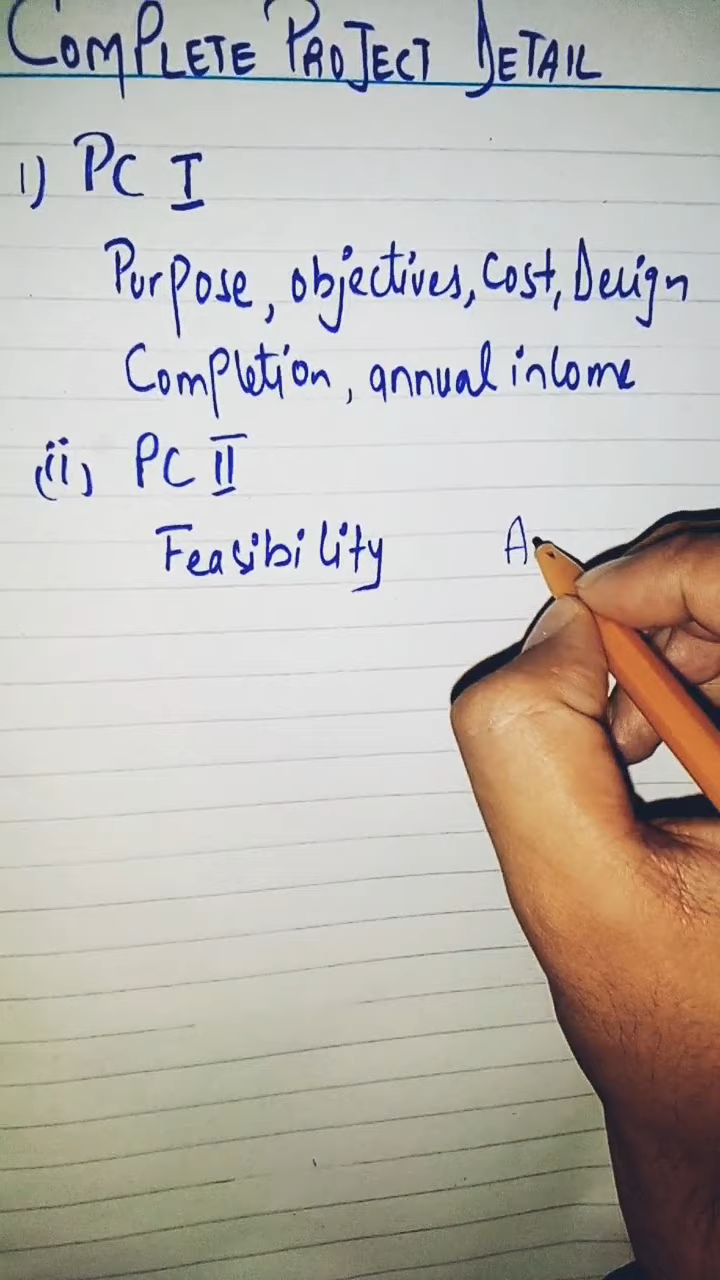 COMPLETE PROJECT DETAIL
1) PC I
Purpose, objectives, Cost, Design
Completion, annual income
(ii) PC II
Feasibility A